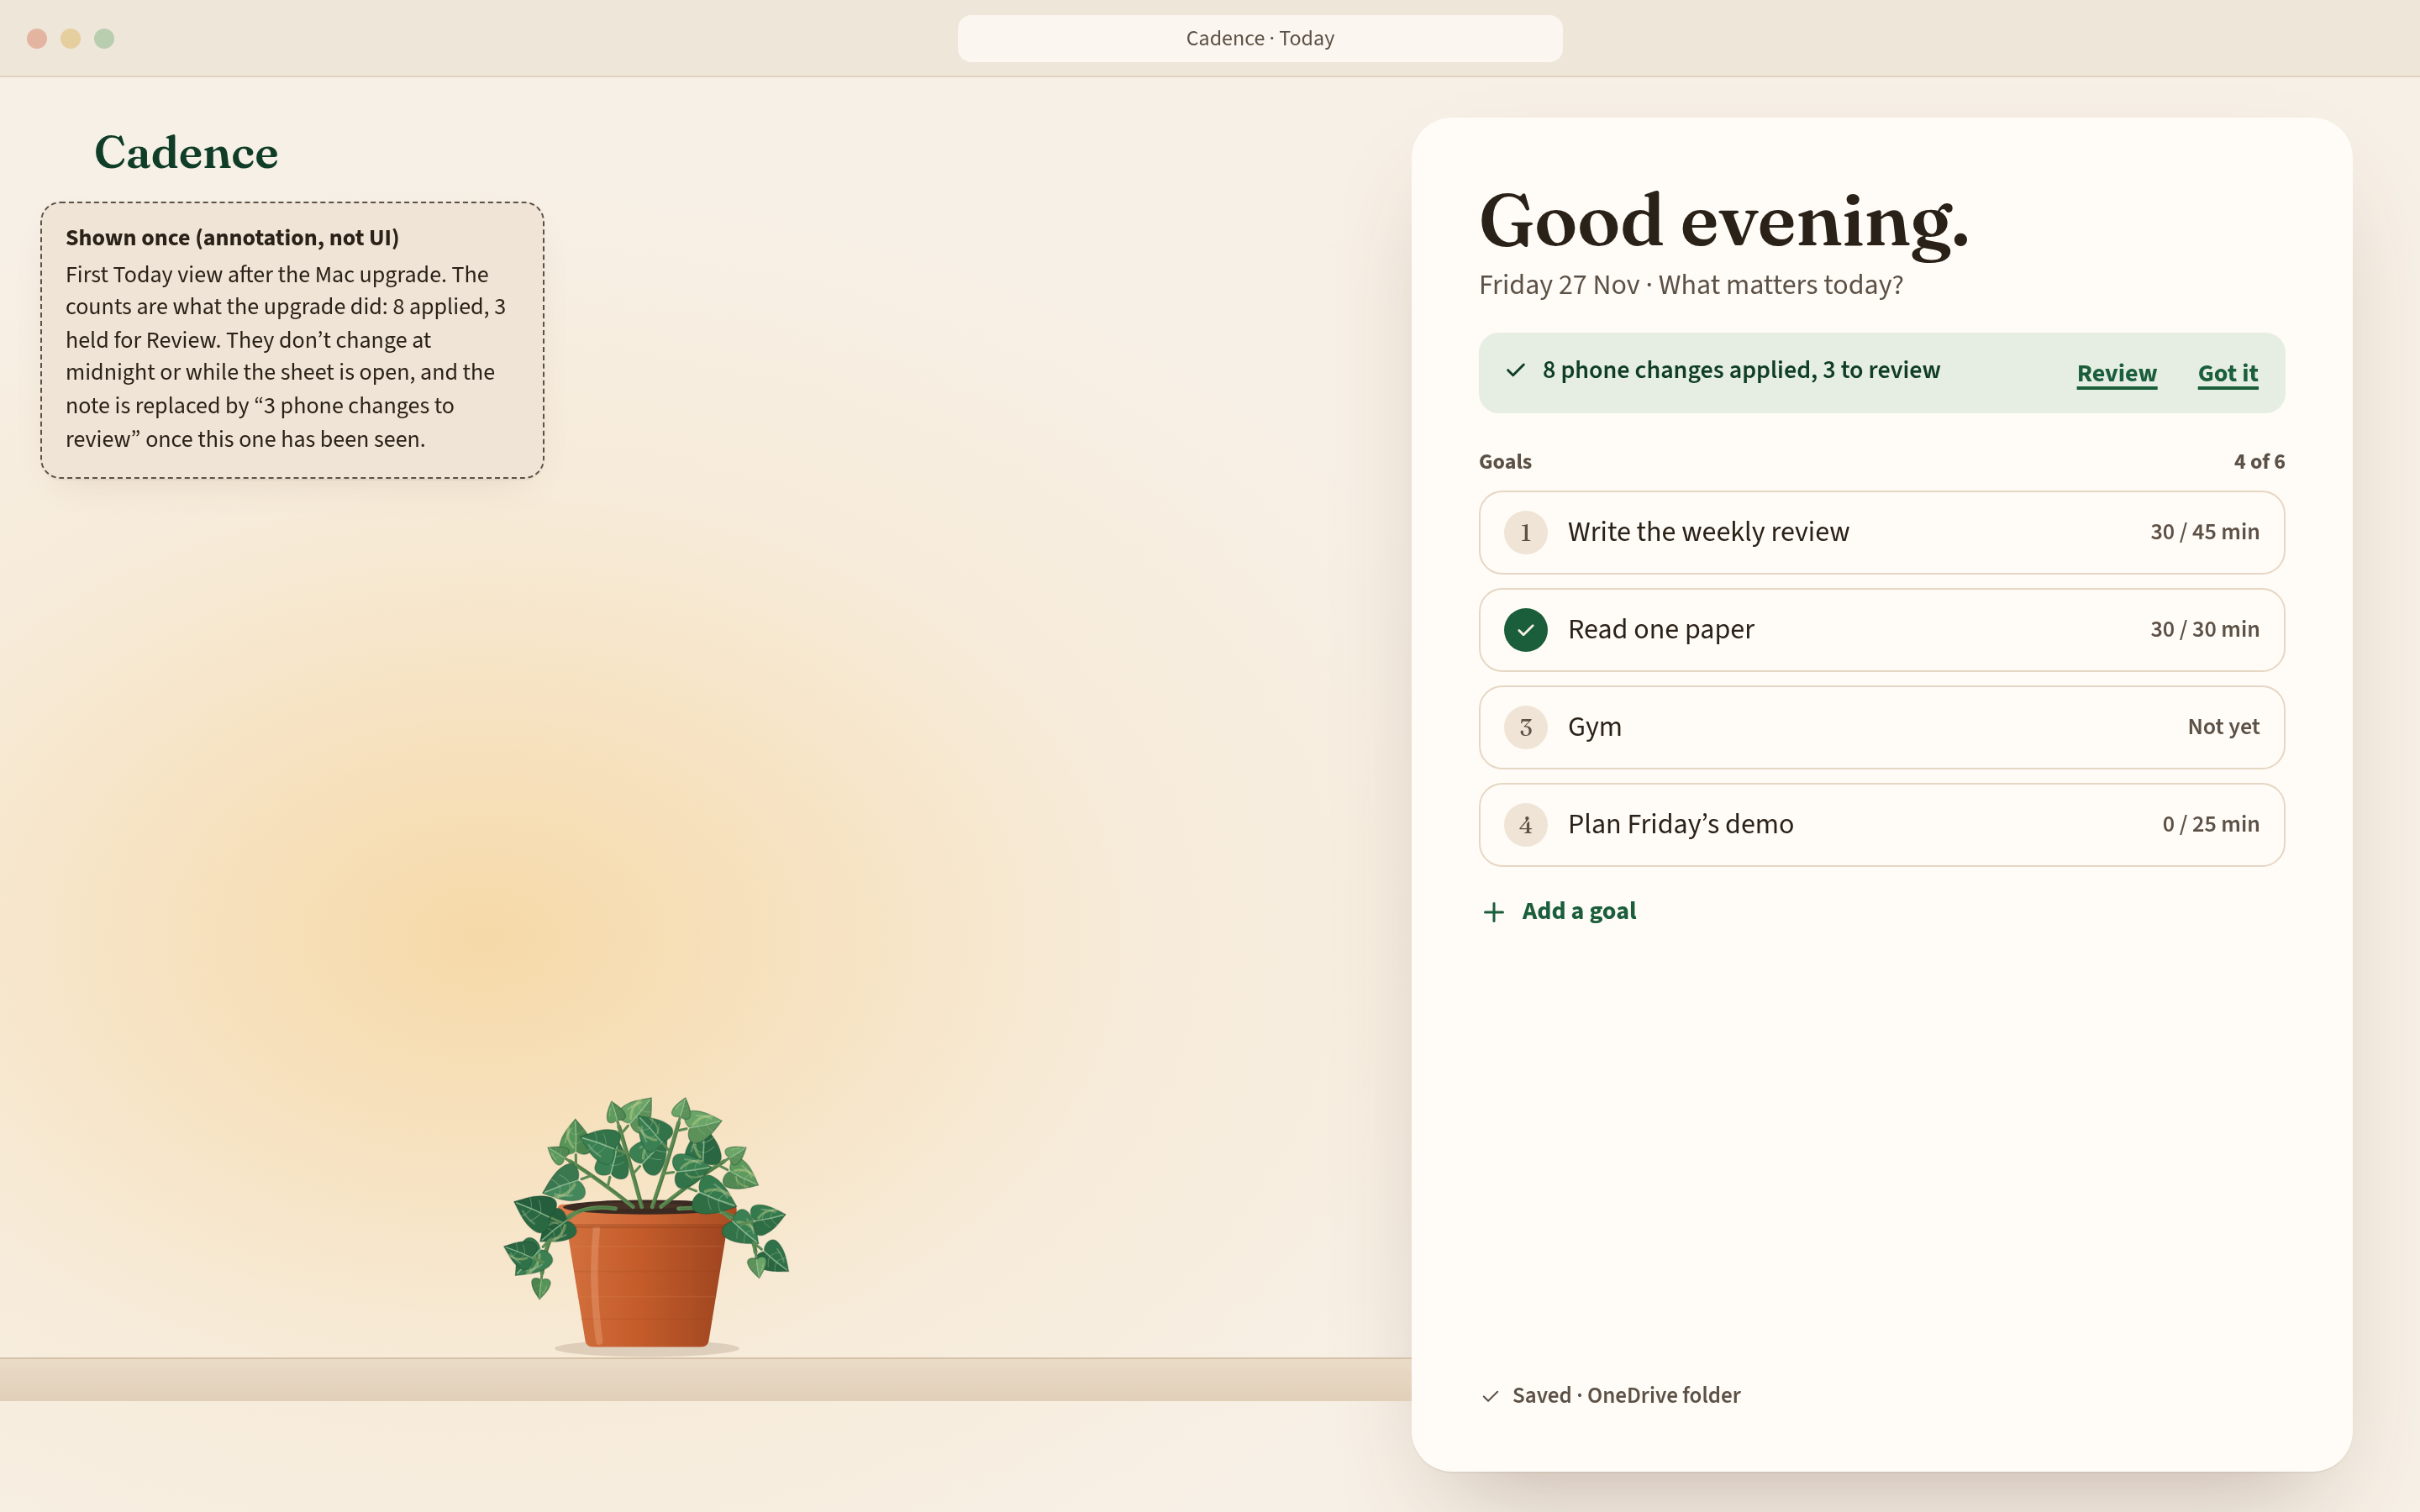 Cadence · Today
Cadence
Shown once (annotation, not UI)
First Today view after the Mac upgrade. The
counts are what the upgrade did: 8 applied, 3
held for Review. They don’t change at
midnight or while the sheet is open, and the
note is replaced by “3 phone changes to
review” once this one has been seen.
Good evening.
Friday 27 Nov · What matters today?
8 phone changes applied, 3 to review
Review
Got it
Goals
4 of 6
1 Write the weekly review 30 / 45 min
Read one paper 30 / 30 min
3 Gym Not yet
4 Plan Friday’s demo 0 / 25 min
Add a goal
Saved · OneDrive folder